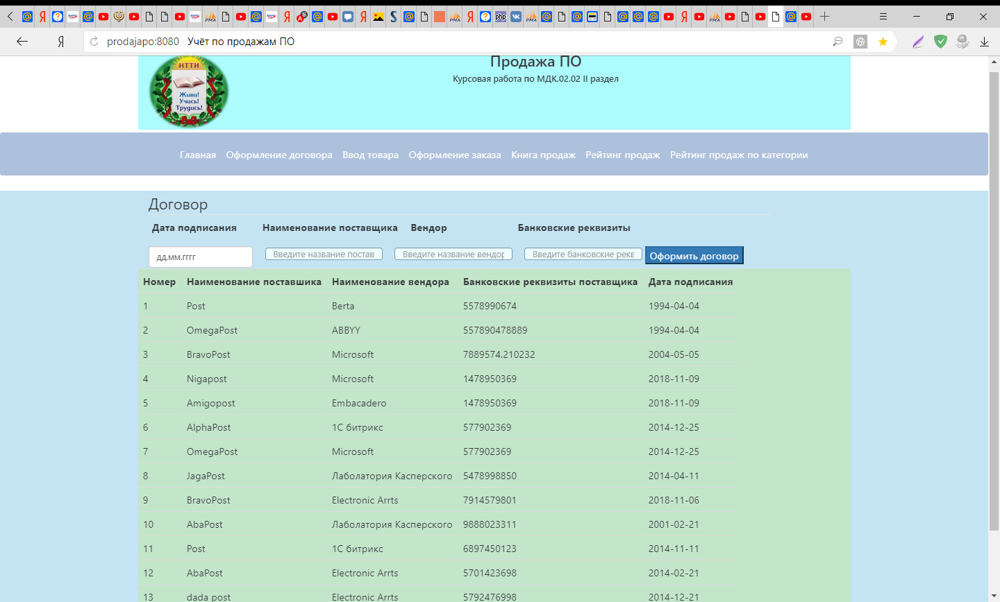 prodajapo:8080 Учёт по продажам ПО
НТТИ
Живи!
Учись!
Трудись!
Продажа ПО
Курсовая работа по МДК.02.02 II раздел
Главная Оформление договора Ввод товара Оформление заказа Книга продаж Рейтинг продаж Рейтинг продаж по категории
Договор
Дата подписания Наименование поставщика Вендор Банковские реквизиты
дд.мм.гггг Введите название постав Введите название вендор Введите банковские рекв Оформить договор
Номер Наименование поставшика Наименование вендора Банковские реквизиты поставщика Дата подписания
1 Post Berta 5578990674 1994-04-04
2 OmegaPost ABBYY 557890478889 1994-04-04
3 BravoPost Microsoft 7889574.210232 2004-05-05
4 Nigapost Microsoft 1478950369 2018-11-09
5 Amigopost Embacadero 1478950369 2018-11-09
6 AlphaPost 1С битрикс 577902369 2014-12-25
7 OmegaPost Microsoft 577902369 2014-12-25
8 JagaPost Лаболатория Касперского 5478998850 2014-04-11
9 BravoPost Electronic Arrts 7914579801 2018-11-06
10 AbaPost Лаболатория Касперского 9888023311 2001-02-21
11 Post 1С битрикс 6897450123 2014-11-11
12 AbaPost Electronic Arrts 5701423698 2014-02-21
13 dada post Electronic Arrts 5792476998 2014-12-21